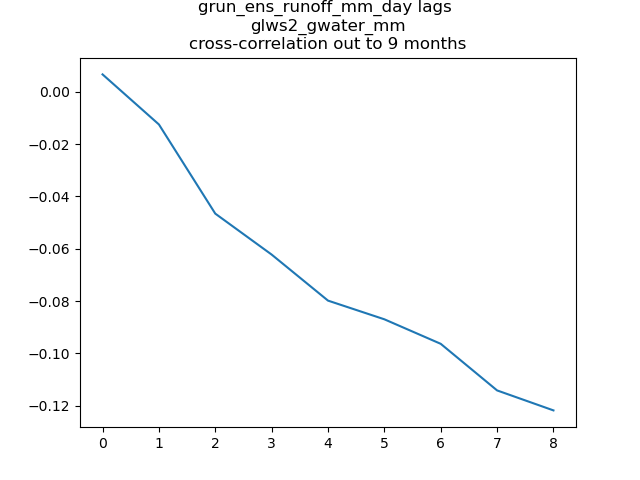 grun_ens_runoff_mm_day lags
glws2_gwater_mm
cross-correlation out to 9 months
0.00
−0.02
−0.04
−0.06
−0.08
−0.10
−0.12
0 1 2 3 4 5 6 7 8